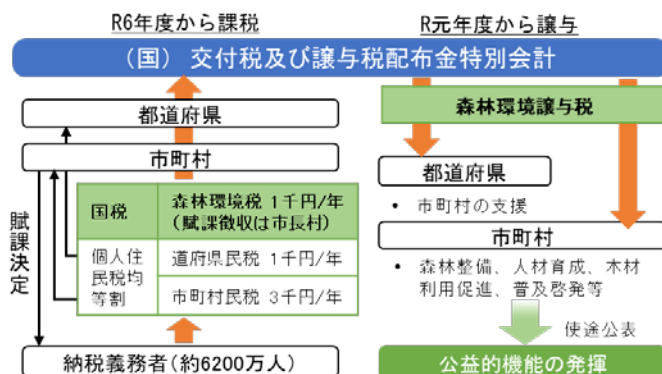 R6年度から課税
R元年度から譲与
（国）交付税及び譲与税配布金特別会計
都道府県
市町村
賦課決定
国税
森林環境税 1千円/年
(賦課徴収は市長村)
個人住
民税均
等割
道府県民税 1千円/年
市町村民税 3千円/年
納税義務者(約6200万人)
森林環境譲与税
都道府県
• 市町村の支援
市町村
• 森林整備、人材育成、木材
利用促進、普及啓発等
使途公表
公益的機能の発揮